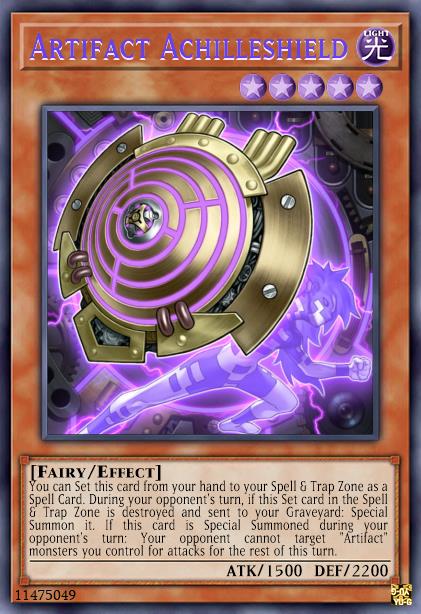 Artifact Achilleshield
LIGHT
光
[Fairy/Effect]
You can Set this card from your hand to your Spell & Trap Zone as a
Spell Card. During your opponent's turn, if this Set card in the Spell
& Trap Zone is destroyed and sent to your Graveyard: Special
Summon it. If this card is Special Summoned during your
opponent's turn: Your opponent cannot target "Artifact"
monsters you control for attacks for the rest of this turn.
ATK/1500 DEF/2200
11475049